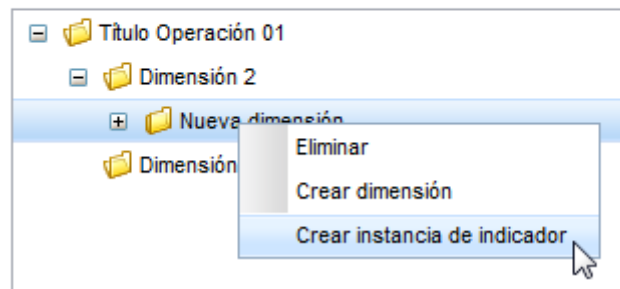 Título Operación 01
Dimensión 2
Nueva dimensión
Eliminar
Dimensión
Crear dimensión
Crear instancia de indicador